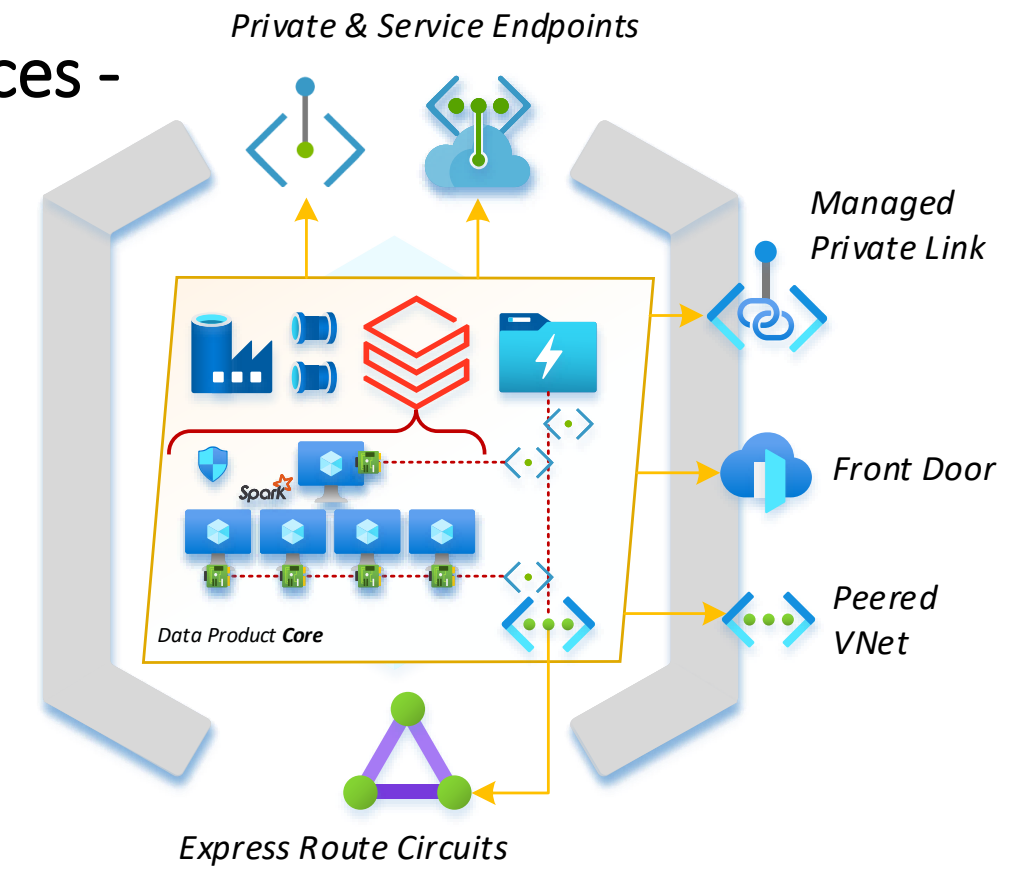 Private & Service Endpoints
ces -
Managed
Private Link
Spark
Front Door
Peered
VNet
Data Product Core
Express Route Circuits